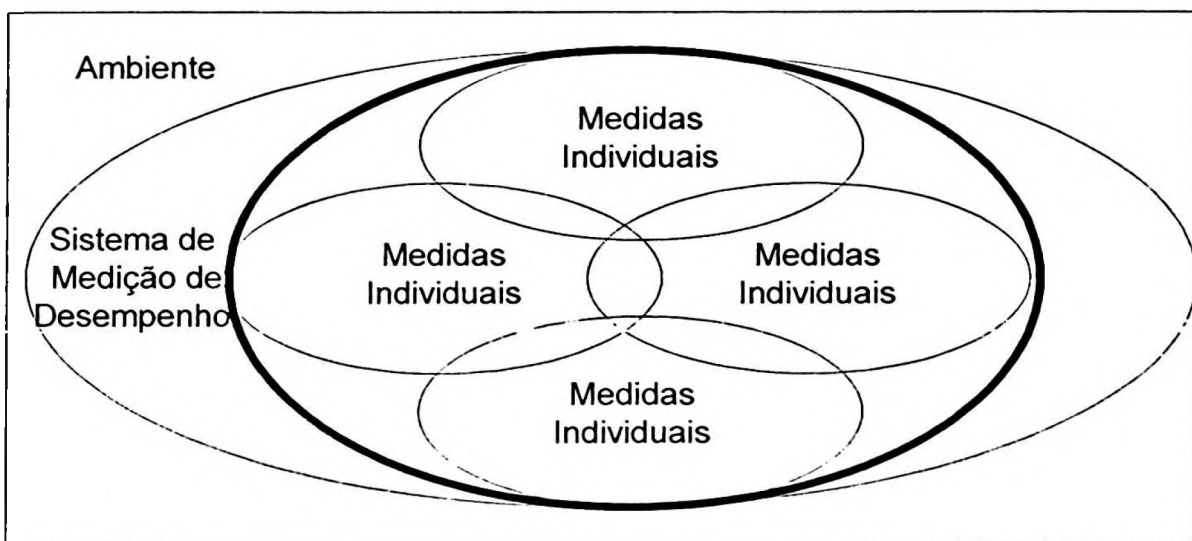 Ambiente
Medidas
Individuais
Sistema de
Medição de
Desempenho
Medidas
Individuais
Medidas
Individuais
Medidas
Individuais